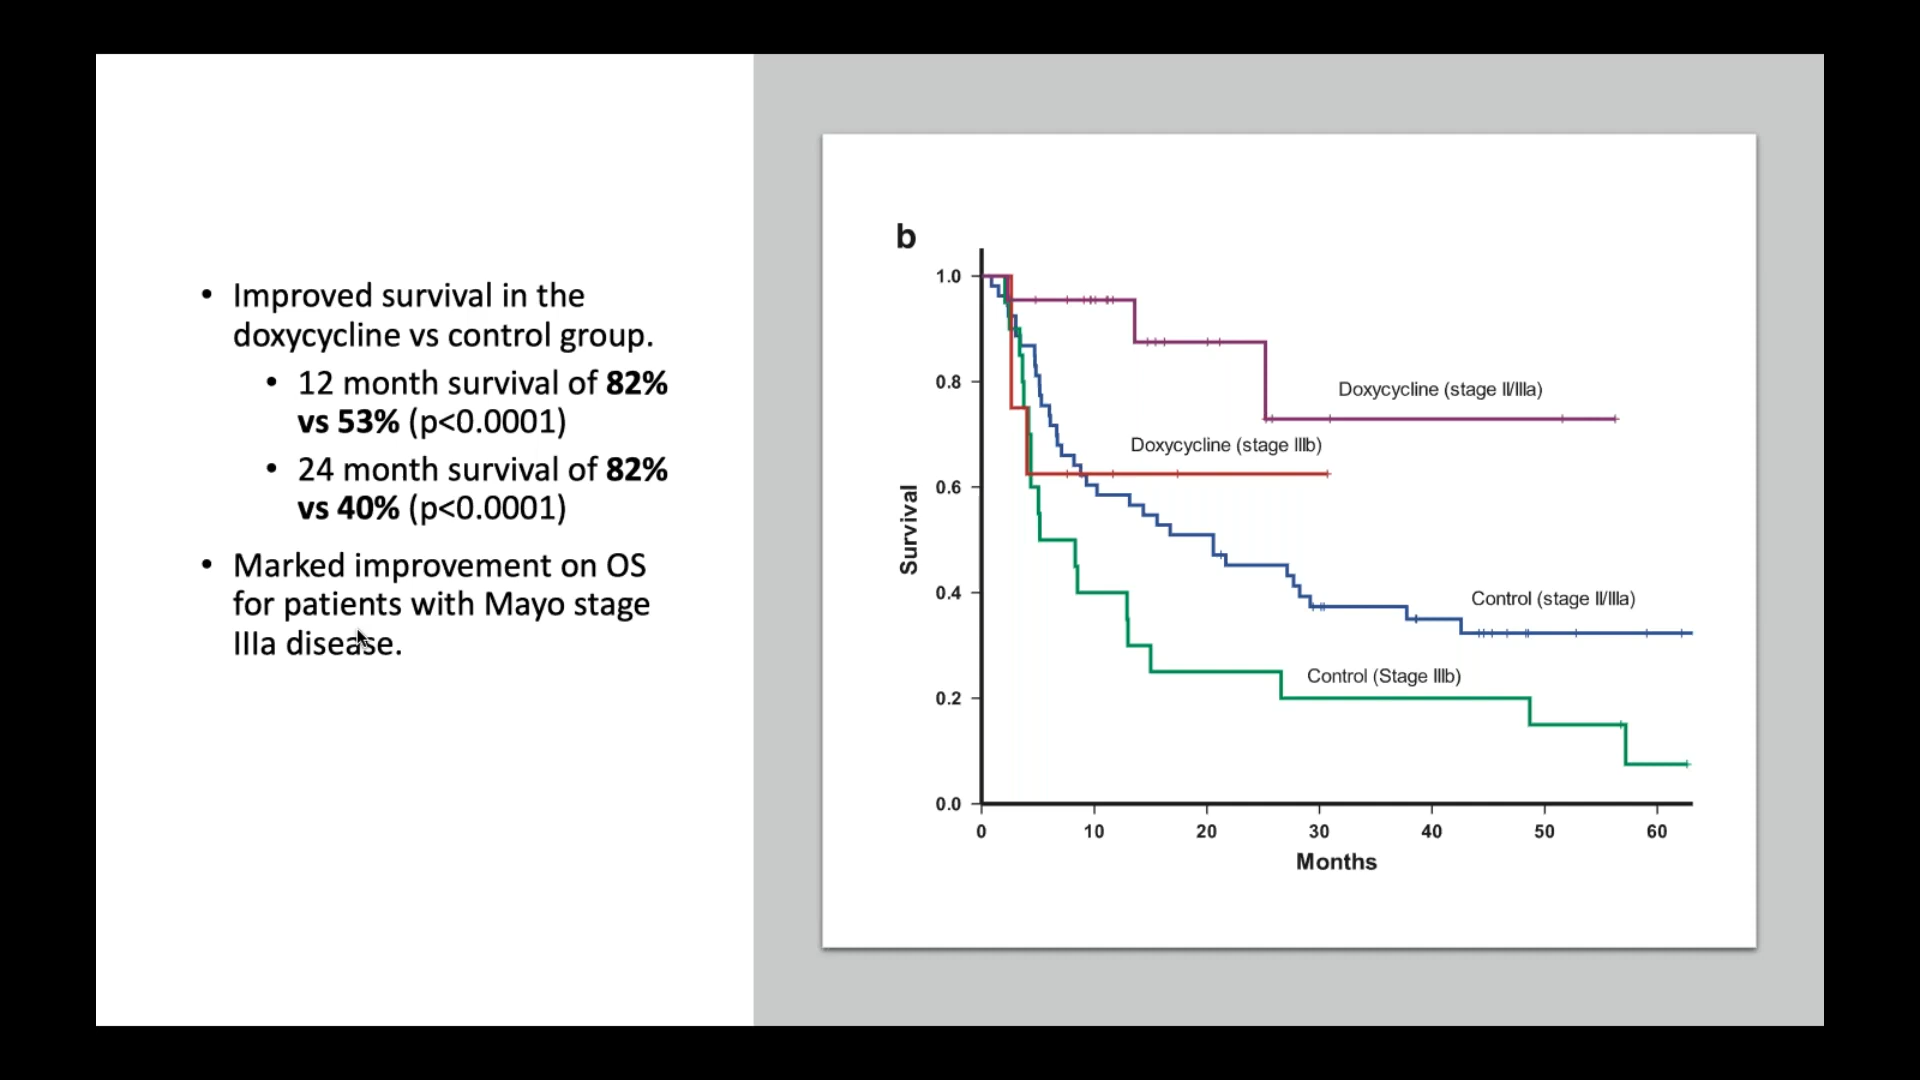 • Improved survival in the
doxycycline vs control group.
• 12 month survival of 82%
vs 53% (p<0.0001)
• 24 month survival of 82%
vs 40% (p<0.0001)
• Marked improvement on OS
for patients with Mayo stage
IIIa disease.
b
1.0
0.8
0.6
0.4
0.2
0.0
Survival
Doxycycline (stage II/IIIa)
Doxycycline (stage IIIb)
Control (stage II/IIIa)
Control (Stage IIIb)
0 10 20 30 40 50 60
Months